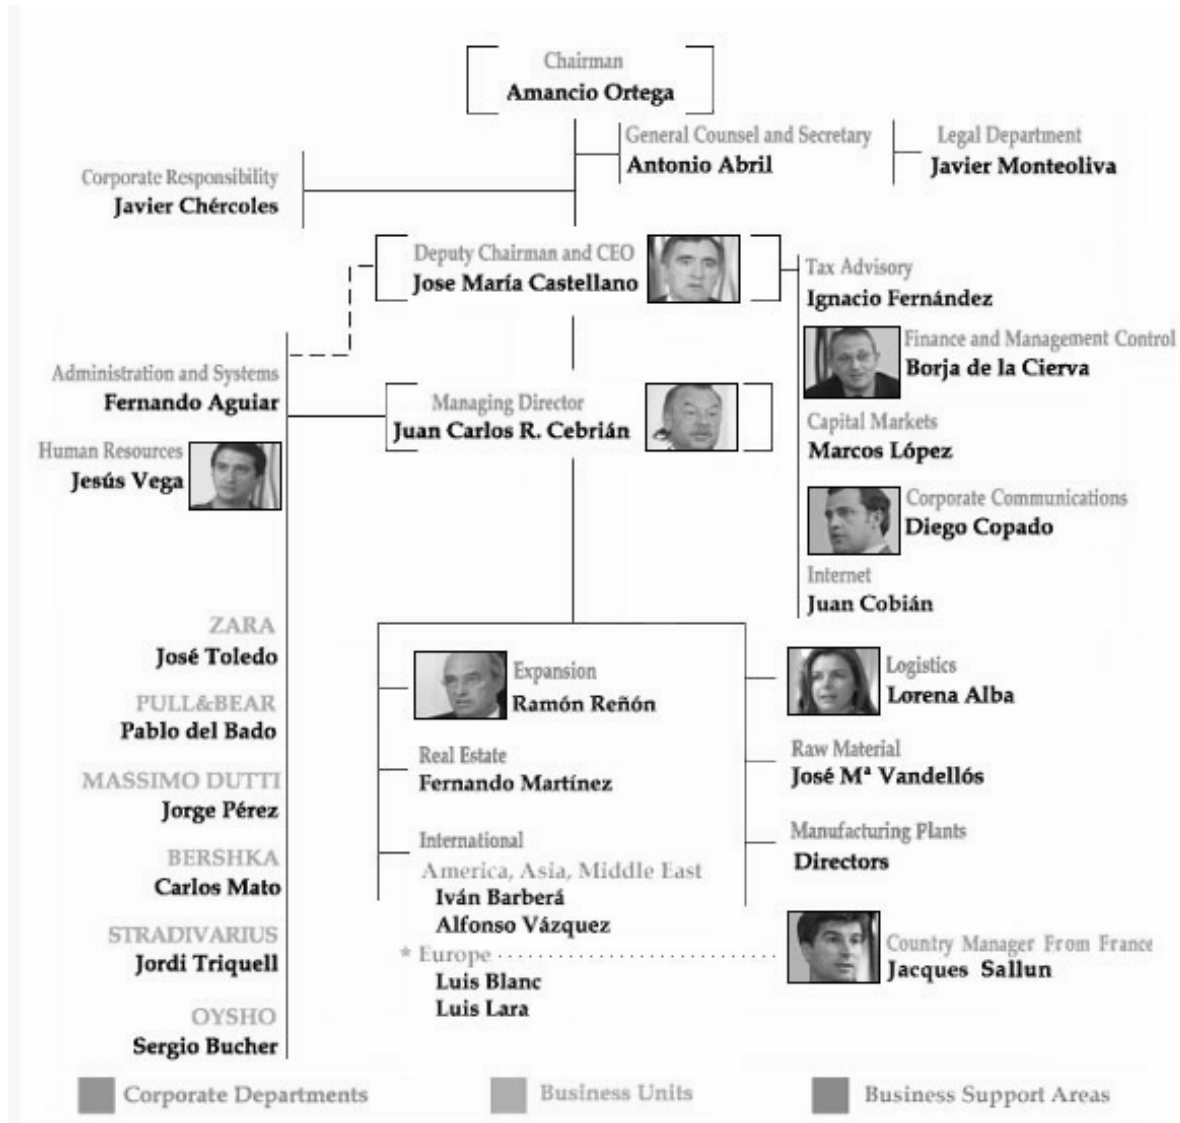 Chairman
Amancio Ortega
General Counsel and Secretary
Antonio Abril
Legal Department
Javier Monteoliva
Corporate Responsibility
Javier Chércoles
Deputy Chairman and CEO
Jose María Castellano
Tax Advisory
Ignacio Fernández
Finance and Management Control
Borja de la Cierva
Capital Markets
Marcos López
Corporate Communications
Diego Copado
Internet
Juan Cobián
Administration and Systems
Fernando Aguiar
Managing Director
Juan Carlos R. Cebrián
Human Resources
Jesús Vega
ZARA
José Toledo
PULL&BEAR
Pablo del Bado
MASSIMO DUTTI
Jorge Pérez
BERSHKA
Carlos Mato
STRADIVARIUS
Jordi Triquell
OYSHO
Sergio Bucher
Expansion
Ramón Reñón
Real Estate
Fernando Martínez
International
America, Asia, Middle East
Iván Barberá
Alfonso Vázquez
* Europe
Luis Blanc
Luis Lara
Logistics
Lorena Alba
Raw Material
José Mª Vandellós
Manufacturing Plants
Directors
Country Manager From France
Jacques Sallun
Corporate Departments
Business Units
Business Support Areas